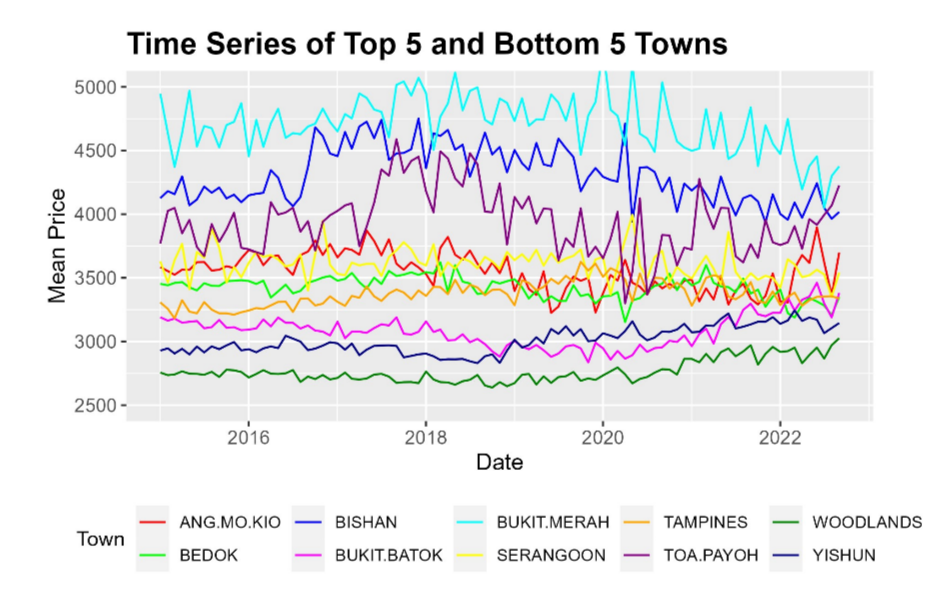 Time Series of Top 5 and Bottom 5 Towns
5000
4500
4000
3500
3000
2500
Mean Price
2016 2018 2020 2022
Date
Town
ANG.MO.KIO BISHAN BUKIT.MERAH TAMPINES WOODLANDS
BEDOK BUKIT.BATOK SERANGOON TOA.PAYOH YISHUN